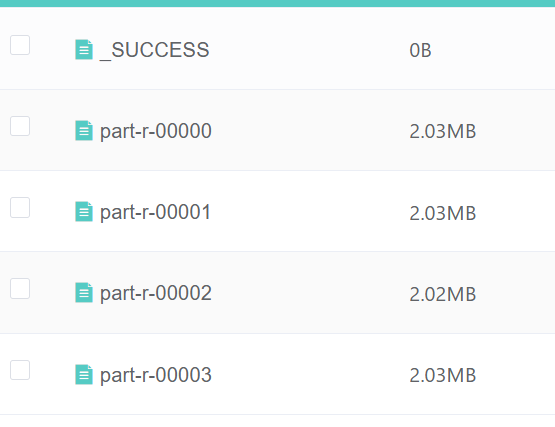 _SUCCESS 0B
part-r-00000 2.03MB
part-r-00001 2.03MB
part-r-00002 2.02MB
part-r-00003 2.03MB